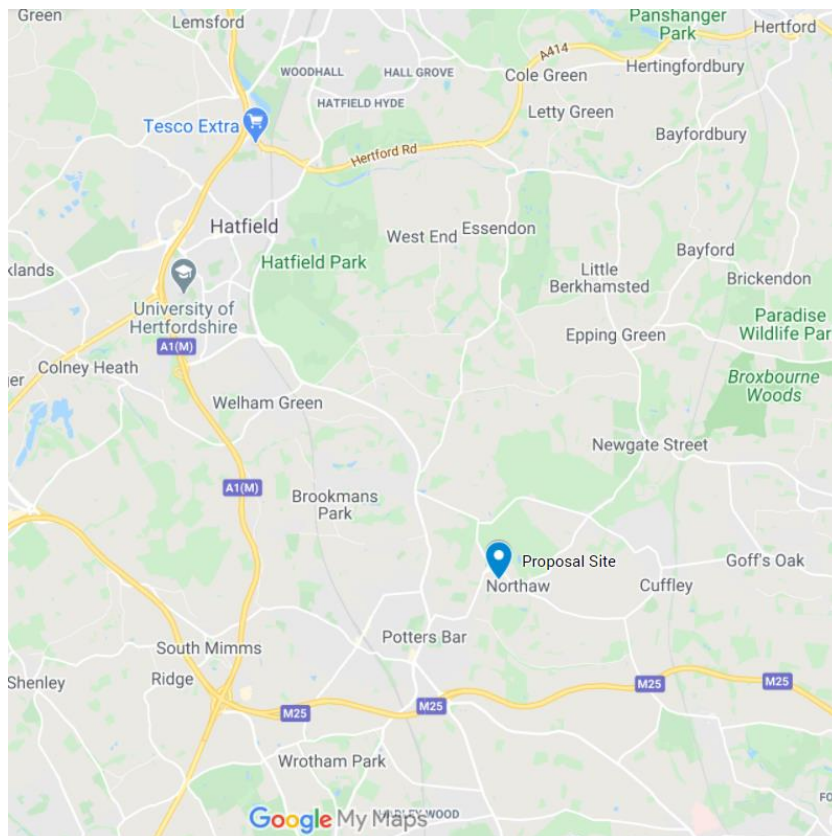 Green
Lemsford
Panshanger
Park
Hertford
A414
WOODHALL
HALL GROVE
Cole Green
Hertingfordbury
HATFIELD HYDE
Letty Green
Tesco Extra
Bayfordbury
Hertford Rd
Hatfield
West End
Essendon
Bayford
Hatfield Park
Little
Berkhamsted
Brickendon
klands
University of
Hertfordshire
Paradise
Wildlife Par
Epping Green
A1(M)
Colney Heath
ger
Broxbourne
Woods
Welham Green
Newgate Street
A1(M)
Brookmans
Park
Proposal Site
Northaw
Cuffley
Goff's Oak
Potters Bar
South Mimms
Ridge
Shenley
M25
M25
M25
M25
Wrotham Park
FO
Google My Maps
WOOD